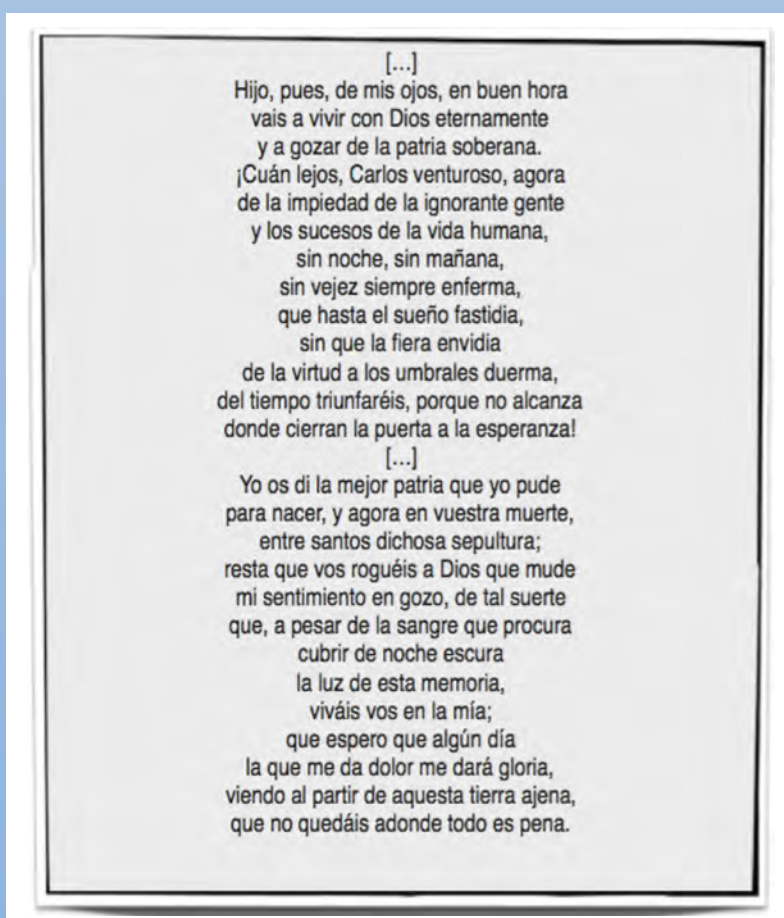 [...]
Hijo, pues, de mis ojos, en buen hora
vais a vivir con Dios eternamente
y a gozar de la patria soberana.
¡Cuán lejos, Carlos venturoso, agora
de la impiedad de la ignorante gente
y los sucesos de la vida humana,
sin noche, sin mañana,
sin vejez siempre enferma,
que hasta el sueño fastidia,
sin que la fiera envidia
de la virtud a los umbrales duerma,
del tiempo triunfaréis, porque no alcanza
donde cierran la puerta a la esperanza!
[...]
Yo os di la mejor patria que yo pude
para nacer, y agora en vuestra muerte,
entre santos dichosa sepultura;
resta que vos roguéis a Dios que mude
mi sentimiento en gozo, de tal suerte
que, a pesar de la sangre que procura
cubrir de noche escura
la luz de esta memoria,
viváis vos en la mía;
que espero que algún día
la que me da dolor me dará gloria,
viendo al partir de aquesta tierra ajena,
que no quedáis adonde todo es pena.